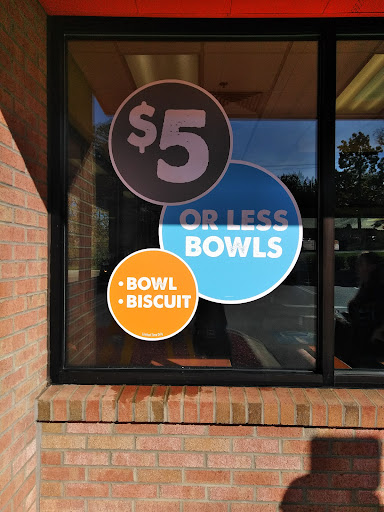 $5
OR LESS
BOWLS
• BOWL
• BISCUIT